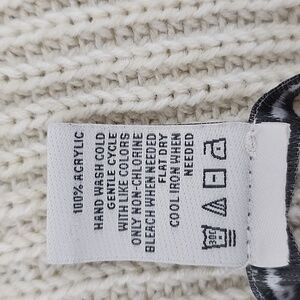 100% ACRYLIC
HAND WASH COLD
GENTLE CYCLE
WITH LIKE COLORS
ONLY NON-CHLORINE
BLEACH WHEN NEEDED
FLAT DRY
COOL IRON WHEN
NEEDED
30C